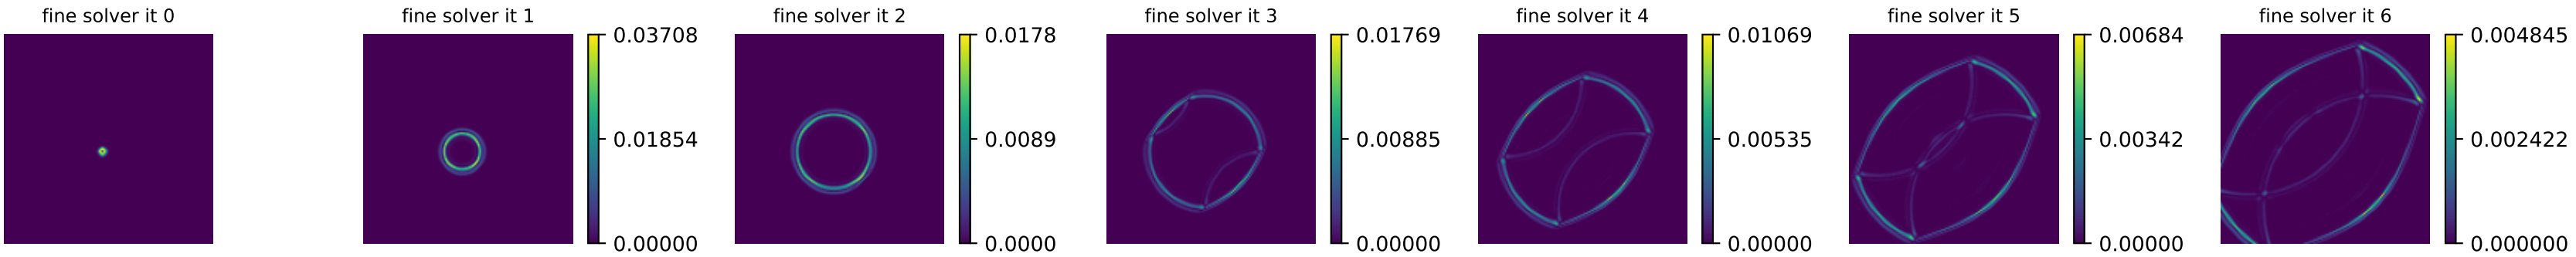 fine solver it 0
fine solver it 1
0.03708
0.01854
0.00000
fine solver it 2
0.0178
0.0089
0.0000
fine solver it 3
0.01769
0.00885
0.00000
fine solver it 4
0.01069
0.00535
0.00000
fine solver it 5
0.00684
0.00342
0.00000
fine solver it 6
0.004845
0.002422
0.000000